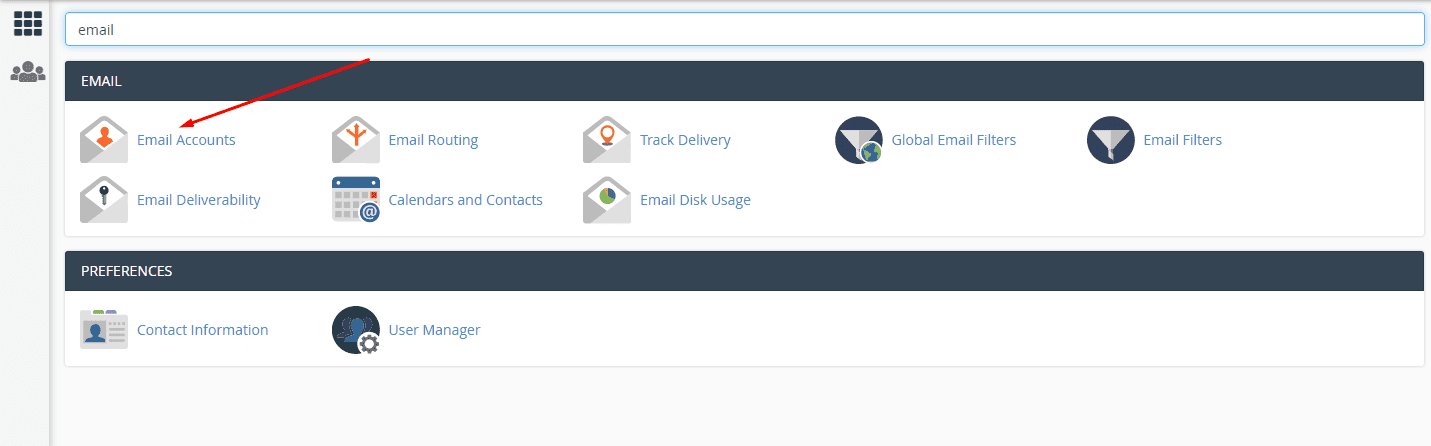 email
EMAIL
Email Accounts
Email Routing
Track Delivery
Global Email Filters
Email Filters
Email Deliverability
Calendars and Contacts
Email Disk Usage
PREFERENCES
Contact Information
User Manager